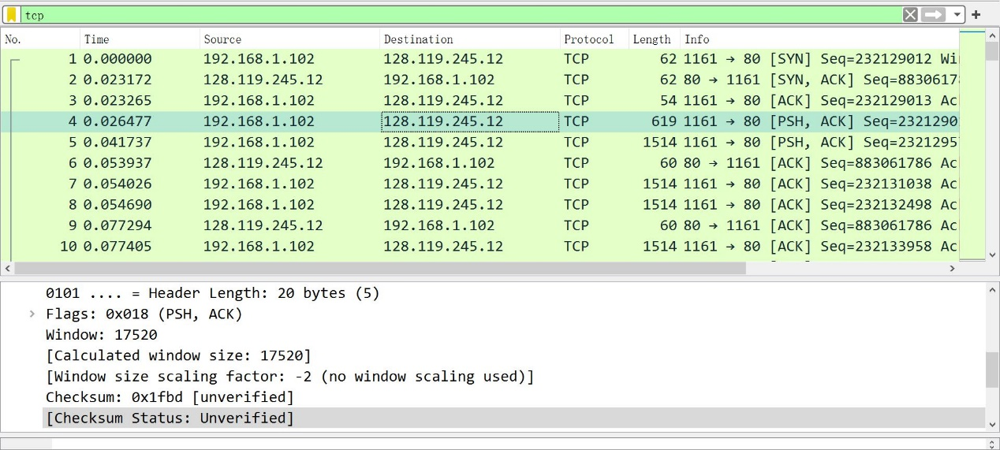 tcp
No. Time Source Destination Protocol Length Info
1 0.000000 192.168.1.102 128.119.245.12 TCP 62 1161 → 80 [SYN] Seq=232129012 Wi
2 0.023172 128.119.245.12 192.168.1.102 TCP 62 80 → 1161 [SYN, ACK] Seq=88306178
3 0.023265 192.168.1.102 128.119.245.12 TCP 54 1161 → 80 [ACK] Seq=232129013 Ac
4 0.026477 192.168.1.102 128.119.245.12 TCP 619 1161 → 80 [PSH, ACK] Seq=2321290
5 0.041737 192.168.1.102 128.119.245.12 TCP 1514 1161 → 80 [PSH, ACK] Seq=2321295
6 0.053937 128.119.245.12 192.168.1.102 TCP 60 80 → 1161 [ACK] Seq=883061786 Ac
7 0.054026 192.168.1.102 128.119.245.12 TCP 1514 1161 → 80 [ACK] Seq=232131038 Ac
8 0.054690 192.168.1.102 128.119.245.12 TCP 1514 1161 → 80 [ACK] Seq=232132498 Ac
9 0.077294 128.119.245.12 192.168.1.102 TCP 60 80 → 1161 [ACK] Seq=883061786 Ac
10 0.077405 192.168.1.102 128.119.245.12 TCP 1514 1161 → 80 [ACK] Seq=232133958 Ac
0101 .... = Header Length: 20 bytes (5)
Flags: 0x018 (PSH, ACK)
Window: 17520
[Calculated window size: 17520]
[Window size scaling factor: -2 (no window scaling used)]
Checksum: 0x1fbd [unverified]
[Checksum Status: Unverified]